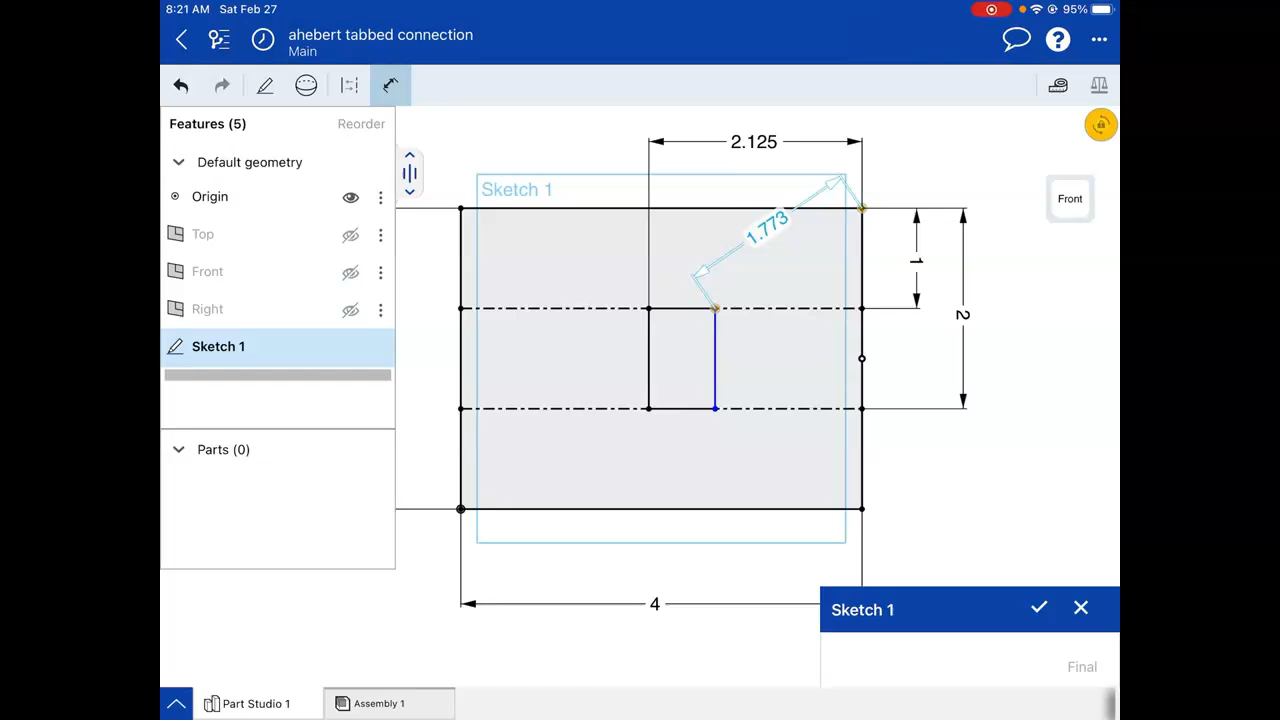 8:21 AM Sat Feb 27
95%
ahebert tabbed connection
Main
Features (5)
Reorder
Default geometry
Origin
Top
Front
Right
Sketch 1
Parts (0)
2.125
Sketch 1
1.773
1
2
4
Front
Sketch 1
Final
Part Studio 1
Assembly 1